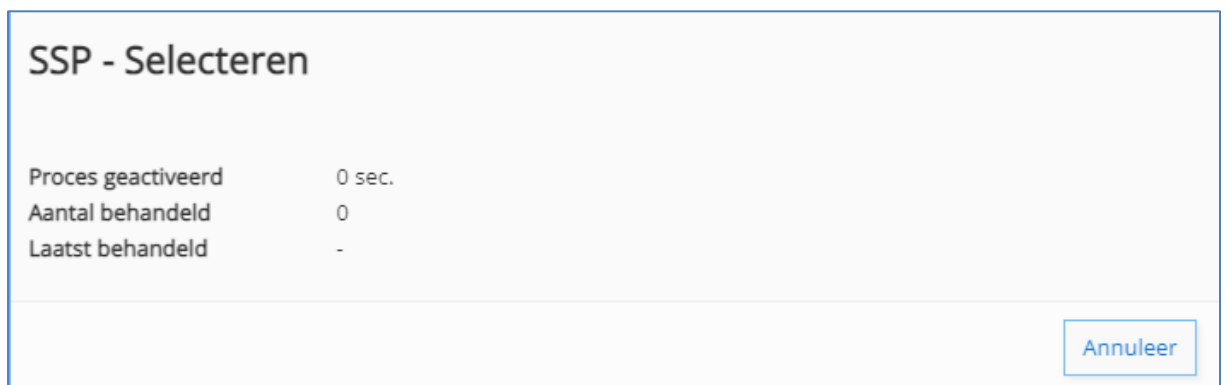 SSP - Selecteren
Proces geactiveerd 0 sec.
Aantal behandeld 0
Laatst behandeld -
Annuleer